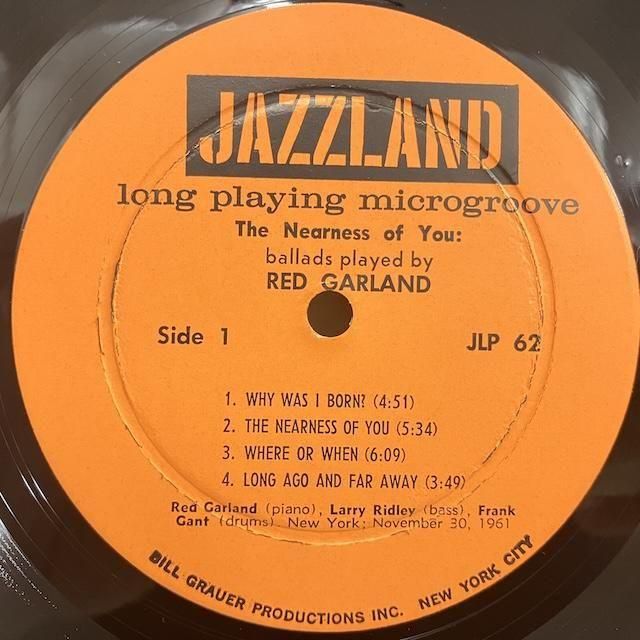 JAZZLAND
long playing microgroove
The Nearness of You:
ballads played by
RED GARLAND
Side 1
JLP 62
1. WHY WAS I BORN? (4:51)
2. THE NEARNESS OF YOU (5:34)
3. WHERE OR WHEN (6:09)
4. LONG AGO AND FAR AWAY (3:49)
Red Garland (piano), Larry Ridley (bass), Frank
Gant (drums). New York; November 30, 1961
BILL GRAUER PRODUCTIONS INC. NEW YORK CITY